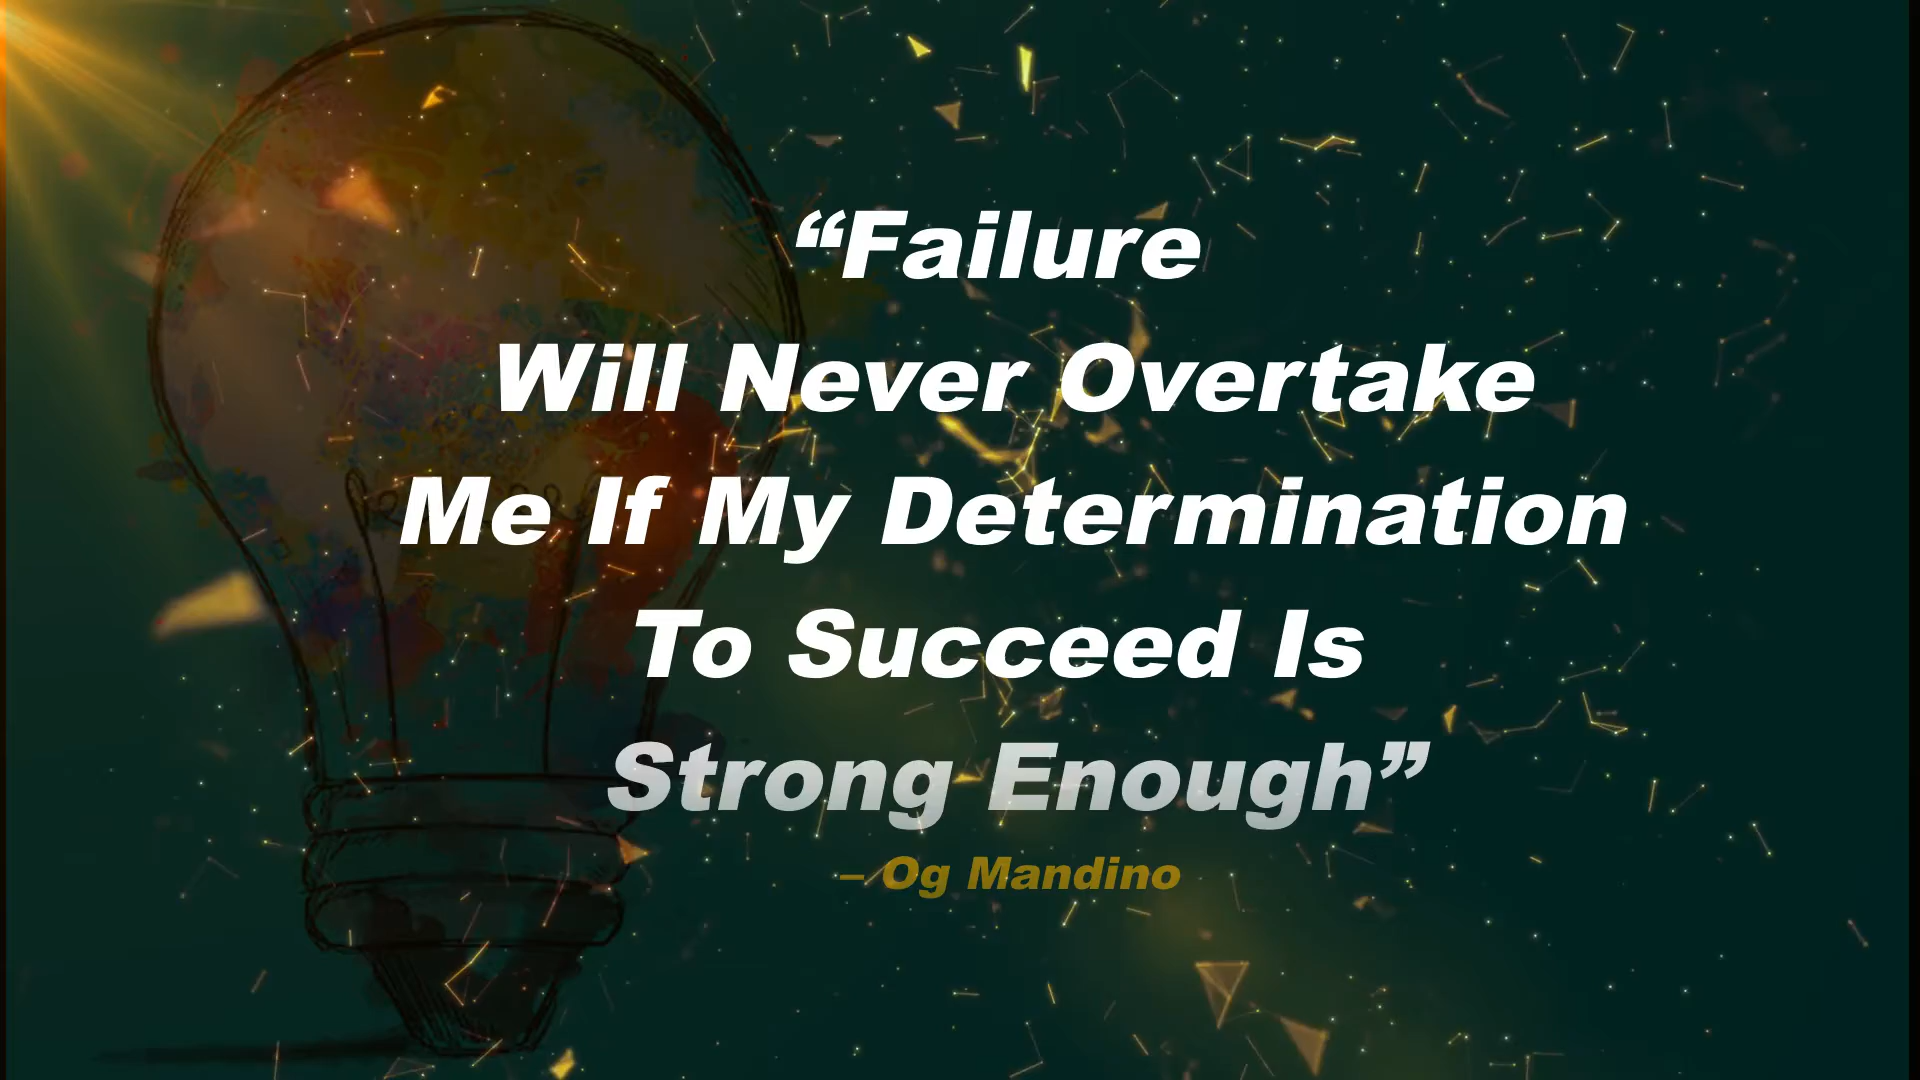 “Failure
Will Never Overtake
Me If My Determination
To Succeed Is
Strong Enough”
– Og Mandino